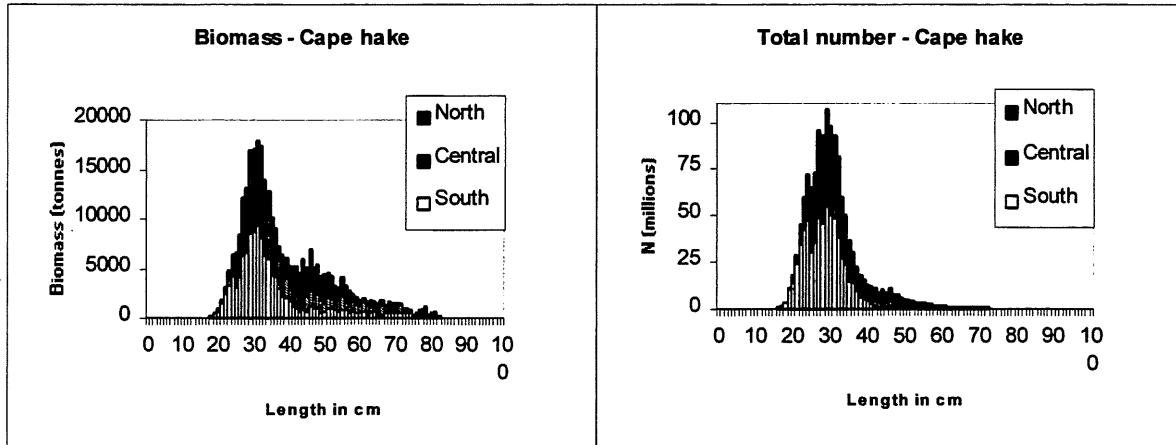 Biomass - Cape hake
20000
15000
10000
5000
0
Biomass (tonnes)
North
Central
South
0 10 20 30 40 50 60 70 80 90 10
0
Length in cm
Total number - Cape hake
100
75
50
25
0
N (millions)
North
Central
South
0 10 20 30 40 50 60 70 80 90 10
0
Length in cm